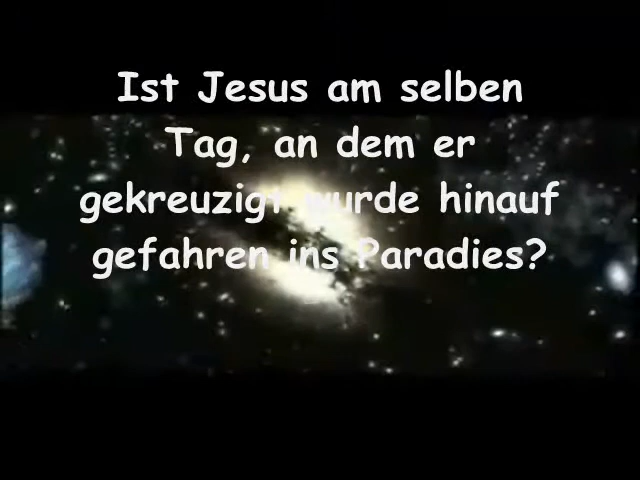 Ist Jesus am selben
Tag, an dem er
gekreuzigt wurde hinauf
gefahren ins Paradies?